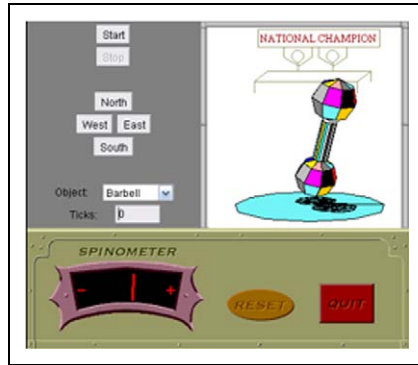 Start
Stop
North
West East
South
Object: Barbell
Ticks: 0
NATIONAL CHAMPION
SPINOMETER
- +
RESET
QUIT